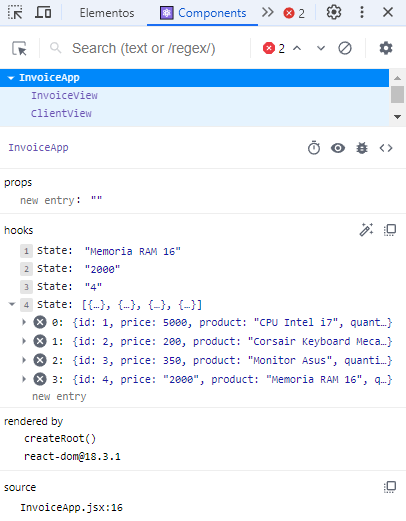 Elementos
Components
2
Search (text or /regex/)
2
InvoiceApp
InvoiceView
ClientView
InvoiceApp
props
new entry: ""
hooks
1 State: "Memoria RAM 16"
2 State: "2000"
3 State: "4"
4 State: [{…}, {…}, {…}, {…}]
0: {id: 1, price: 5000, product: "CPU Intel i7", quant…}
1: {id: 2, price: 200, product: "Corsair Keyboard Meca…
2: {id: 3, price: 350, product: "Monitor Asus", quanti…}
3: {id: 4, price: "2000", product: "Memoria RAM 16", q…}
new entry
rendered by
createRoot()
react-dom@18.3.1
source
InvoiceApp.jsx:16